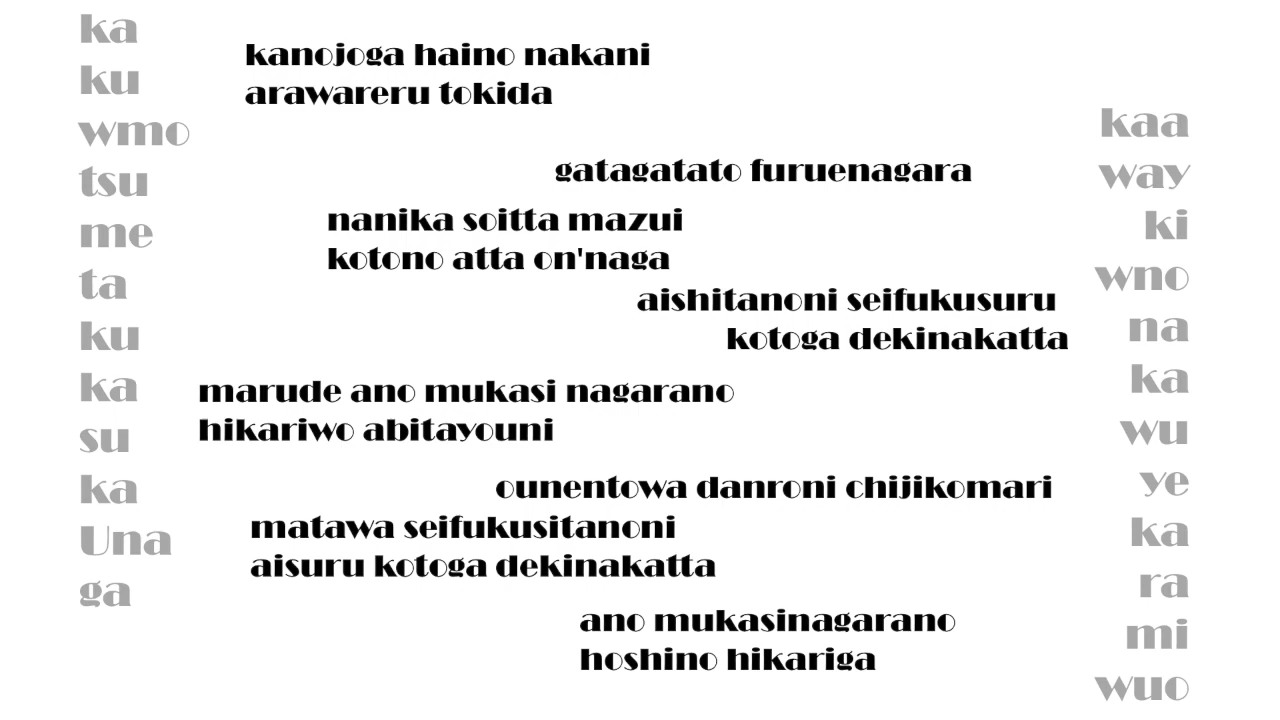 ka
ku
wmo
tsu
me
ta
ku
ka
su
ka
Una
ga
kanojoga haino nakani
arawareru tokida
gatagatato furuenagara
nanika soitta mazui
kotono atta on'naga
aishitanoni seifukusuru
kotoga dekinakatta
marude ano mukasi nagarano
hikariwo abitayouni
ounentowa danroni chijikomari
matawa seifukusitanoni
aisuru kotoga dekinakatta
ano mukasinagarano
hoshino hikariga
kaa
way
ki
wno
na
ka
wu
ye
ka
ra
mi
wuo